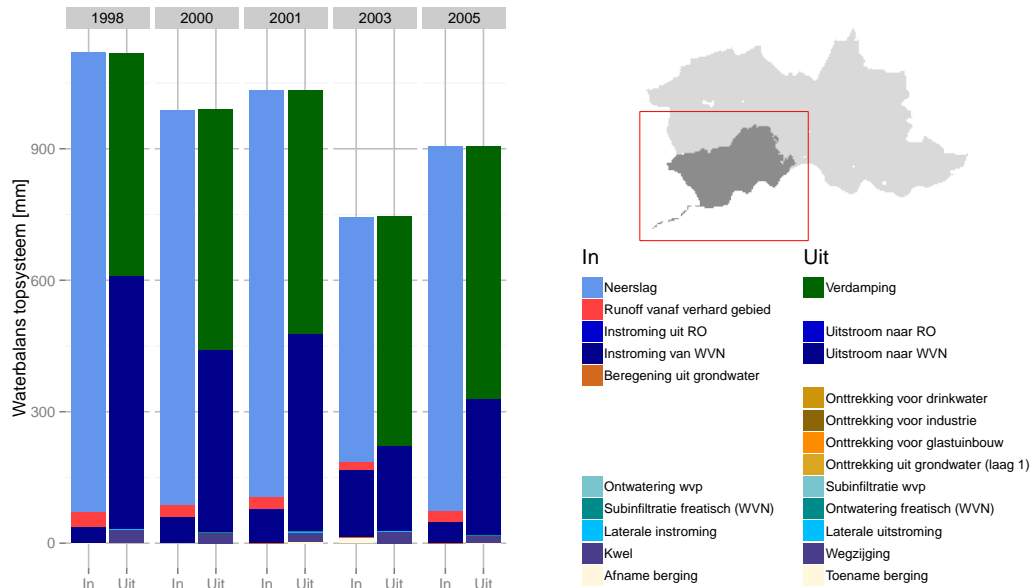 1998 2000 2001 2003 2005
Waterbalans topsysteem [mm]
900
600
300
0
In Uit In Uit In Uit In Uit In Uit
In Uit
Neerslag Verdamping
Runoff vanaf verhard gebied
Instroming uit RO Uitstroom naar RO
Instroming van WVN Uitstroom naar WVN
Beregening uit grondwater
Onttrekking voor drinkwater
Onttrekking voor industrie
Onttrekking voor glastuinbouw
Onttrekking uit grondwater (laag 1)
Ontwatering wvp Subinfiltratie wvp
Subinfiltratie freatisch (WVN) Ontwatering freatisch (WVN)
Laterale instroming Laterale uitstroming
Kwel Wegzijging
Afname berging Toename berging